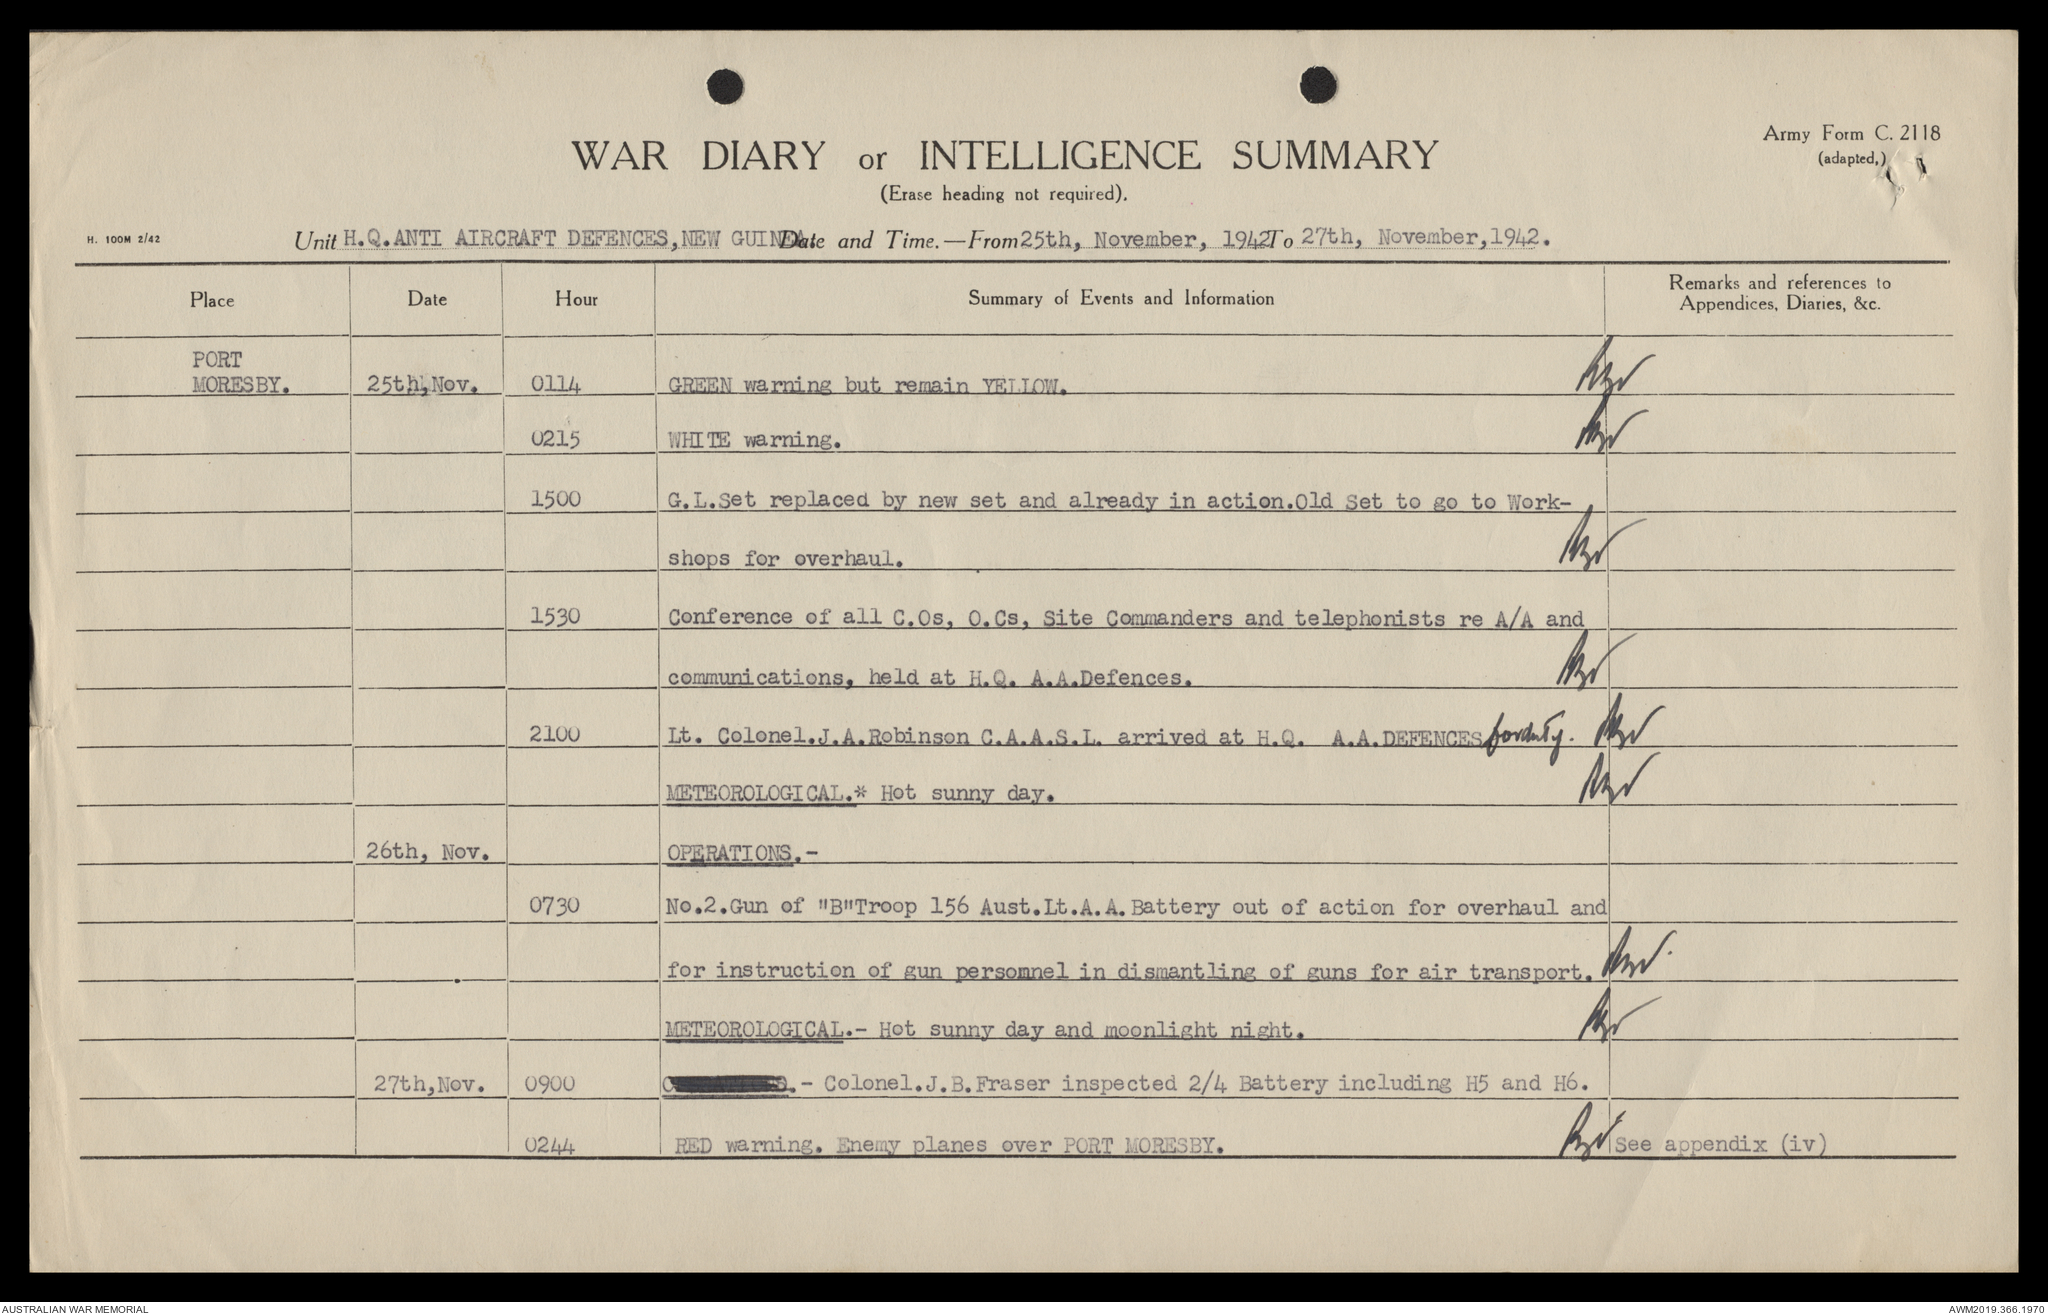 Army Form C. 2118
(adapted,)
WAR DIARY or INTELLIGENCE SUMMARY
(Erase heading not required).
H. 100M 2/42
Unit H.Q.ANTI AIRCRAFT DEFENCES,NEW GUINEA. Date and Time.—From 25th, November, 1942 To 27th, November,1942.
Place Date Hour Summary of Events and Information Remarks and references to
Appendices, Diaries, &c.
PORT
MORESBY. 25th,Nov. 0114 GREEN warning but remain YELLOW.
0215 WHITE warning.
1500 G.L.Set replaced by new set and already in action.Old Set to go to Work-
shops for overhaul.
1530 Conference of all C.Os, O.Cs, Site Commanders and telephonists re A/A and
communications, held at H.Q. A.A.Defences.
2100 Lt. Colonel.J.A.Robinson C.A.A.S.L. arrived at H.Q. A.A.DEFENCES for duty.
METEOROLOGICAL.* Hot sunny day.
26th, Nov. OPERATIONS.-
0730 No.2.Gun of "B"Troop 156 Aust.Lt.A.A.Battery out of action for overhaul and
for instruction of gun personnel in dismantling of guns for air transport.
METEOROLOGICAL.- Hot sunny day and moonlight night.
27th,Nov. 0900 .- Colonel.J.B.Fraser inspected 2/4 Battery including H5 and H6.
0244 RED warning. Enemy planes over PORT MORESBY. See appendix (iv)
AUSTRALIAN WAR MEMORIAL AWM2019.366.1970